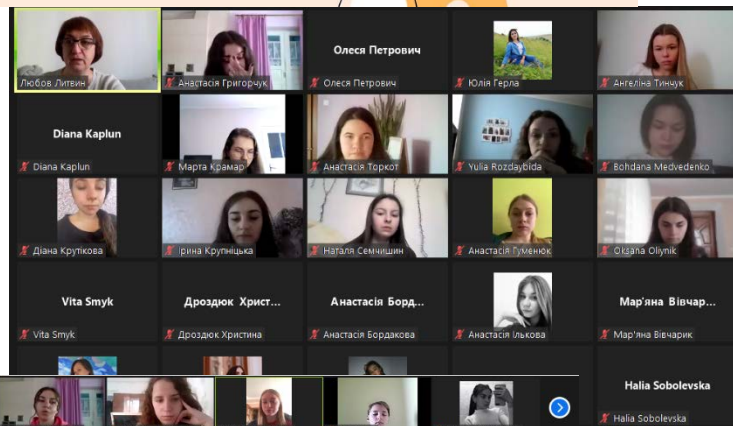 Любов Литвин
Анастасія Григорчук
Олеся Петрович
Олеся Петрович
Юлія Герла
Ангеліна Тинчук
Diana Kaplun
Diana Kaplun
Марта Крамар
Анастасія Торкот
Yulia Rozdaybida
Bohdana Medvedenko
Діана Крутікова
Ірина Крупніцька
Наталя Семчишин
Анастасія Гуменюк
Oksana Oliynik
Vita Smyk
Vita Smyk
Дроздюк Христ...
Дроздюк Христина
Анастасія Борд...
Анастасія Бордакова
Анастасія Ількова
Мар'яна Вівчар...
Мар'яна Вівчарик
Halia Sobolevska
Halia Sobolevska